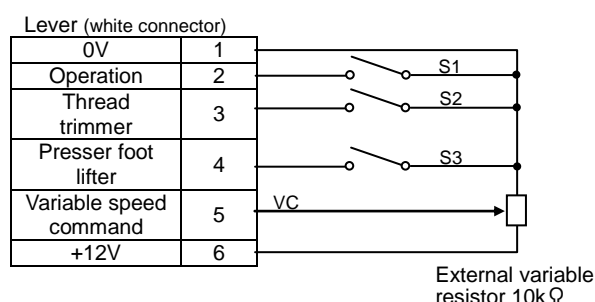 Lever (white connector)
0V 1
Operation 2 S1
Thread
trimmer 3 S2
Presser foot
lifter 4 S3
Variable speed
command 5 VC
+12V 6
External variable
resistor 10kΩ